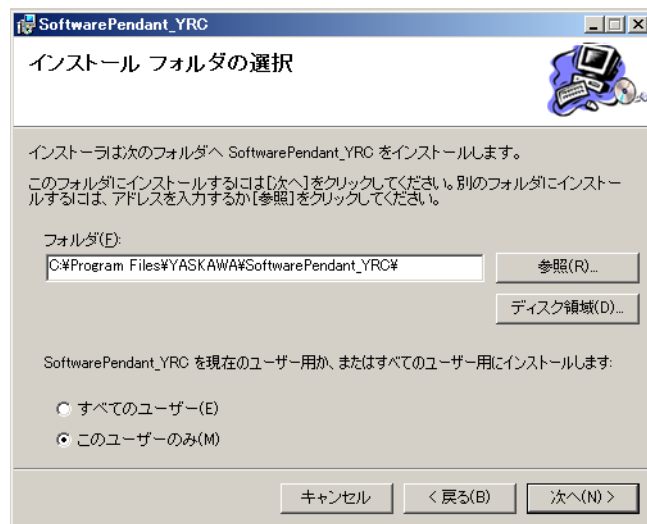 SoftwarePendant_YRC
インストール フォルダの選択
インストーラは次のフォルダへ SoftwarePendant_YRC をインストールします。
このフォルダにインストールするには[次へ]をクリックしてください。別のフォルダにインストー
ルするには、アドレスを入力するか[参照]をクリックしてください。
フォルダ(F):
C:¥Program Files¥YASKAWA¥SoftwarePendant_YRC¥
参照(R)...
ディスク領域(D)...
SoftwarePendant_YRC を現在のユーザー用か、またはすべてのユーザー用にインストールします:
すべてのユーザー(E)
このユーザーのみ(M)
キャンセル
< 戻る(B)
次へ(N) >